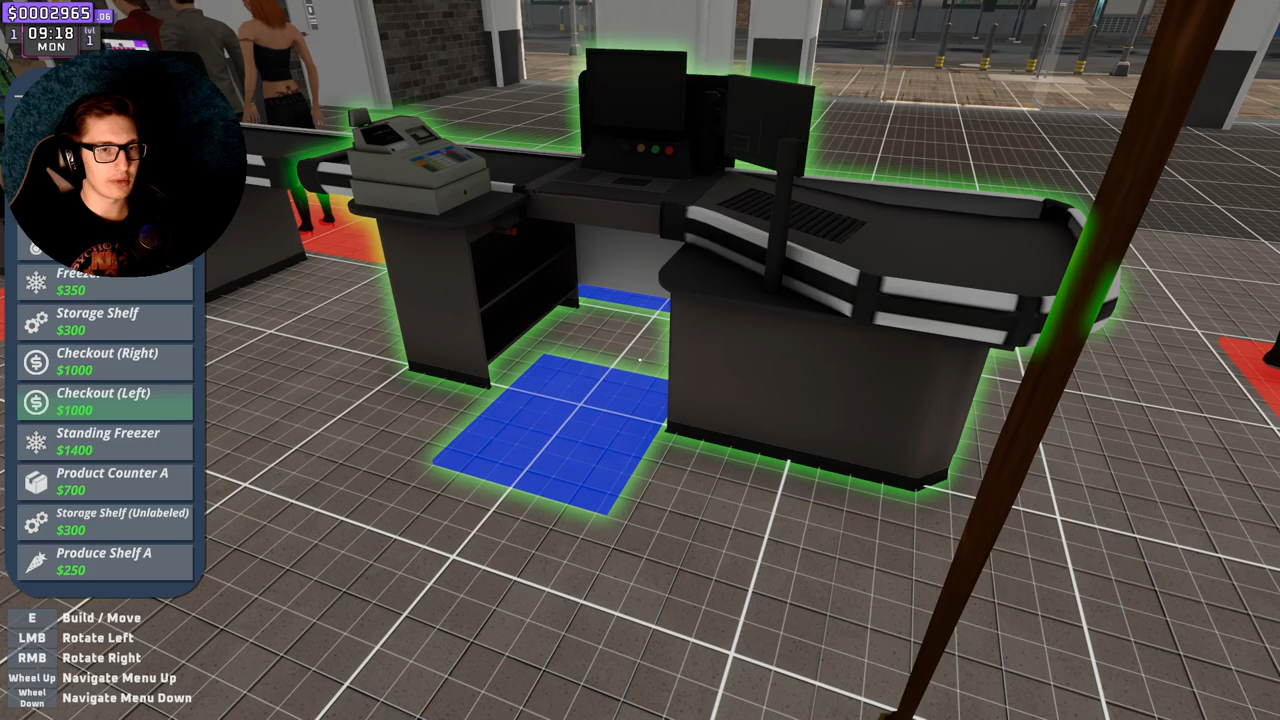 $0002965.06
1 09:18 lvl
MON 1
Freeze
$350
Storage Shelf
$300
Checkout (Right)
$1000
Checkout (Left)
$1000
Standing Freezer
$1400
Product Counter A
$700
Storage Shelf (Unlabeled)
$300
Produce Shelf A
$250
E Build / Move
LMB Rotate Left
RMB Rotate Right
Wheel Up Navigate Menu Up
Wheel Down Navigate Menu Down